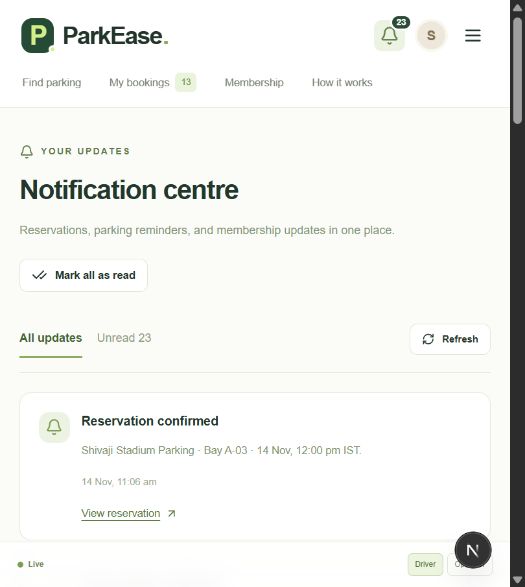 P ParkEase.
23
S
Find parking
My bookings 13
Membership
How it works
YOUR UPDATES
Notification centre
Reservations, parking reminders, and membership updates in one place.
Mark all as read
All updates
Unread 23
Refresh
Reservation confirmed
Shivaji Stadium Parking · Bay A-03 · 14 Nov, 12:00 pm IST.
14 Nov, 11:06 am
View reservation
Live
Driver
N